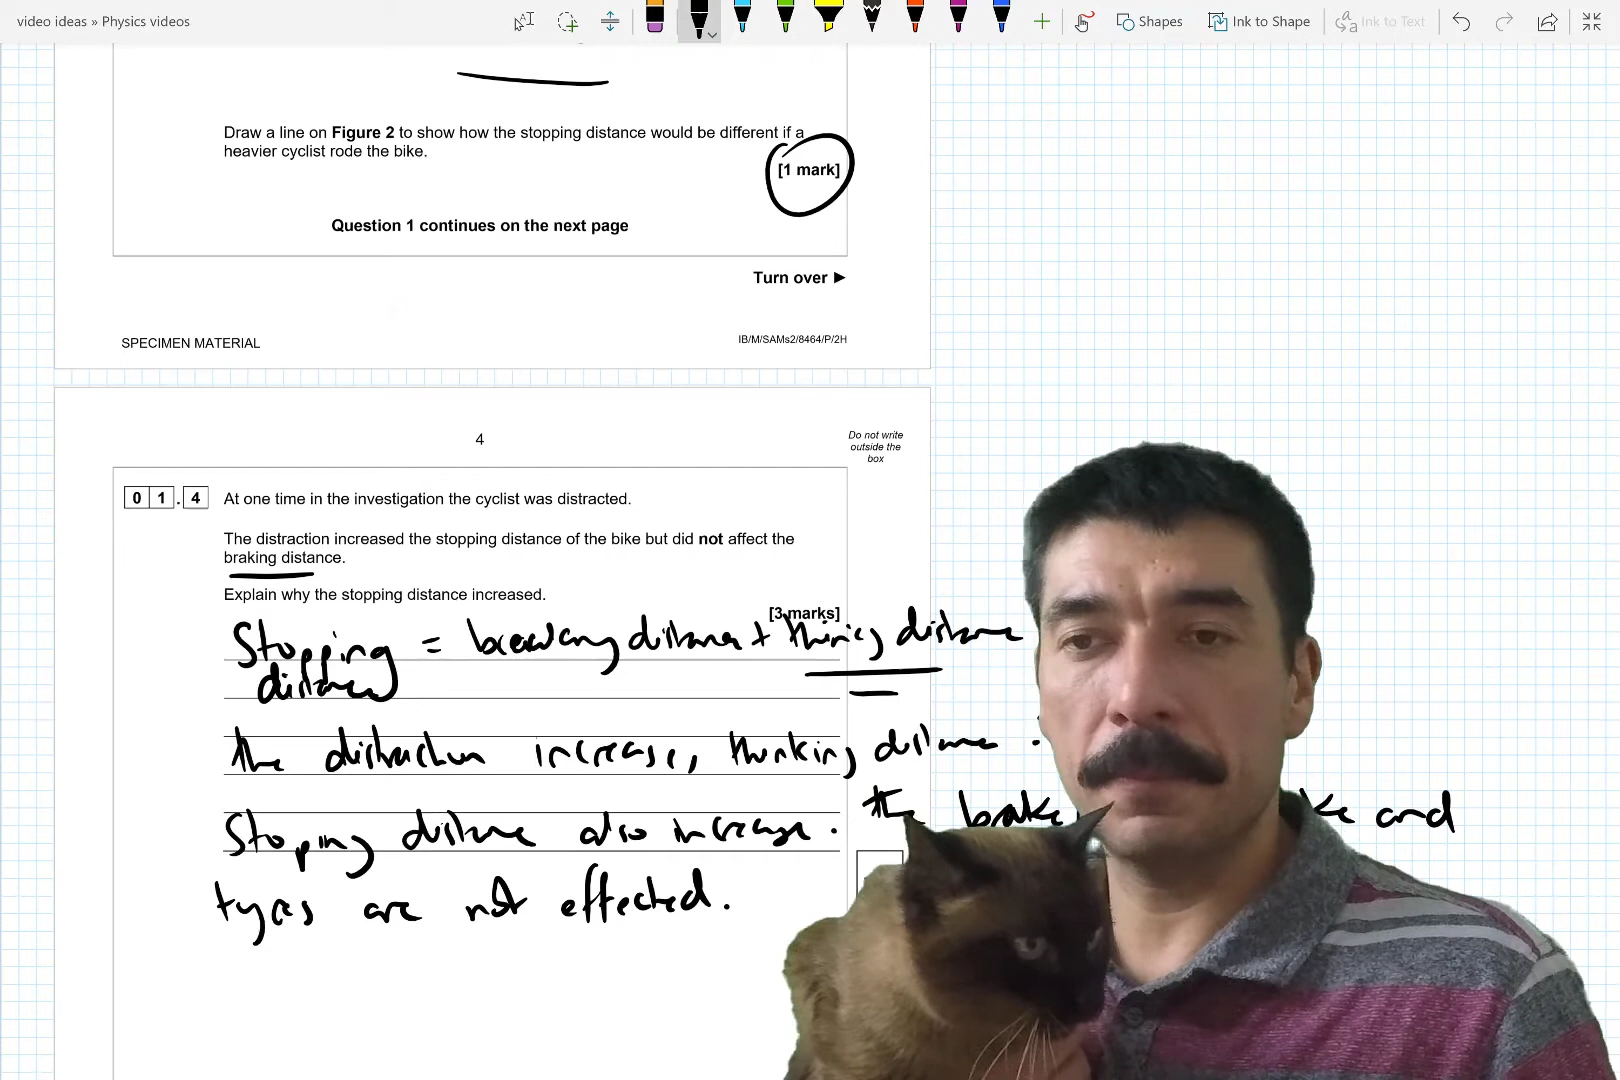 video ideas » Physics videos
Shapes
Ink to Shape
Ink to Text
Draw a line on Figure 2 to show how the stopping distance would be different if a
heavier cyclist rode the bike.
[1 mark]
Question 1 continues on the next page
Turn over ►
SPECIMEN MATERIAL
IB/M/SAMs2/8464/P/2H
4
Do not write
outside the
box
0 1 . 4 At one time in the investigation the cyclist was distracted.
The distraction increased the stopping distance of the bike but did not affect the
braking distance.
Explain why the stopping distance increased.
[3 marks]
Stopping = distance + distance
distance
the distraction increases, thinking distance
Stopping distance also increase. the brake and
tyres are not effected.